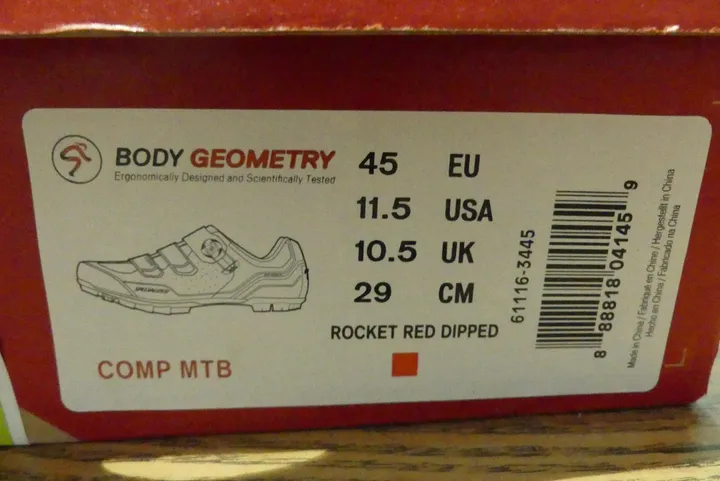 BODY GEOMETRY
Ergonomically Designed and Scientifically Tested
45 EU
11.5 USA
10.5 UK
29 CM
ROCKET RED DIPPED
SPECIALIZED
COMP MTB
61116-3445
8 88818 04145 9
Made in China / Fabriqué en Chine / Hergestellt in China
Hecho en China / Fabricado na China
L